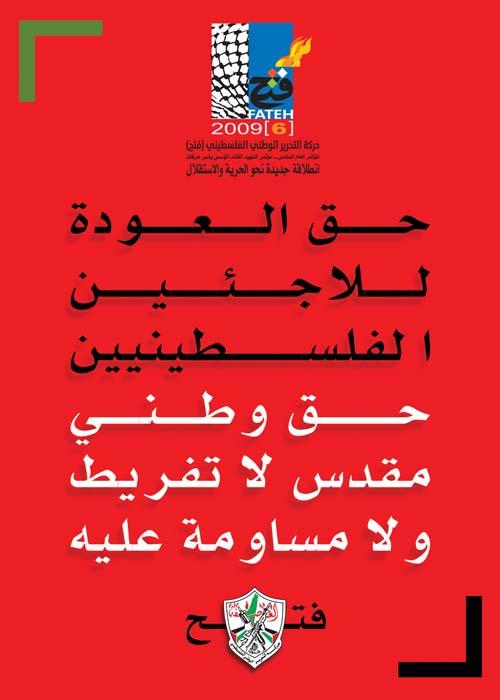 فتح
FATEH
2009[6]
حركة التحرير الوطني الفلسطيني (فتح)
المؤتمر العام السادس - مؤتمر الشهيد القائد المؤسس ياسر عرفات
انطلاقة جديدة نحو الحرية والاستقلال
حق العودة
للاجئين
الفلسطينيين
حق وطني
مقدس لا تفريط
ولا مساومة عليه
فتح